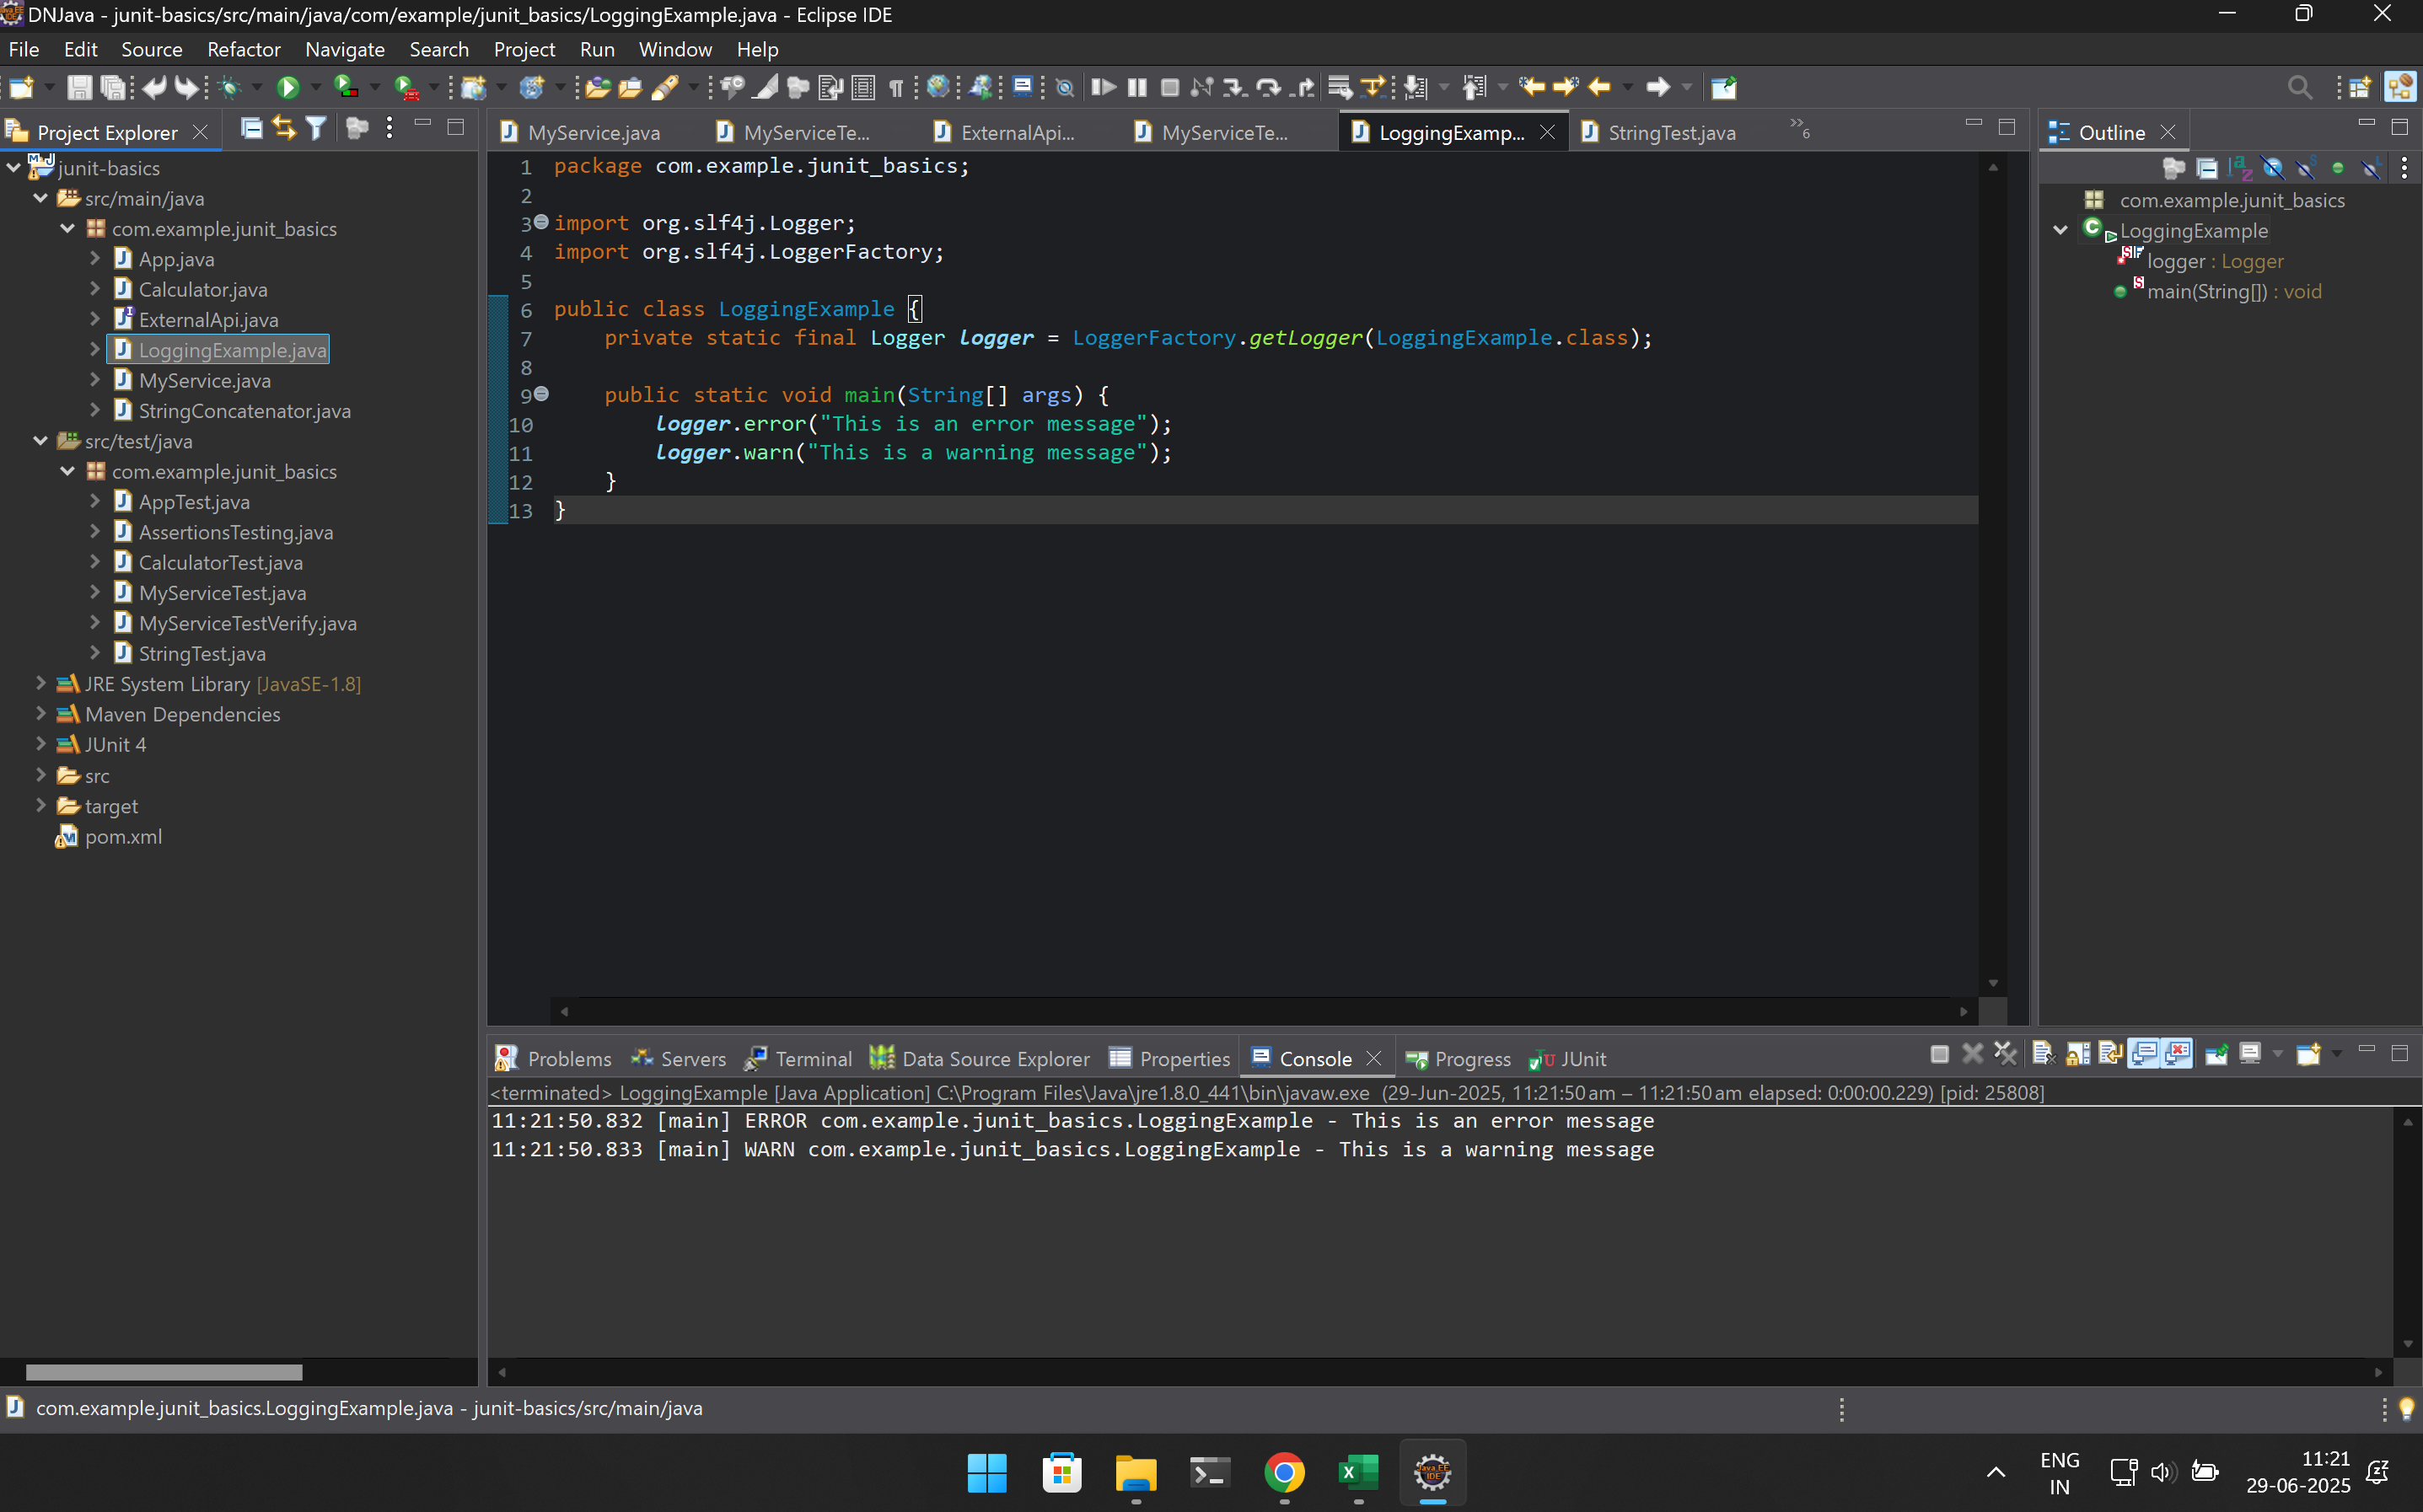 DNJava - junit-basics/src/main/java/com/example/junit_basics/LoggingExample.java - Eclipse IDE
File Edit Source Refactor Navigate Search Project Run Window Help
Project Explorer
junit-basics
src/main/java
com.example.junit_basics
App.java
Calculator.java
ExternalApi.java
LoggingExample.java
MyService.java
StringConcatenator.java
src/test/java
com.example.junit_basics
AppTest.java
AssertionsTesting.java
CalculatorTest.java
MyServiceTest.java
MyServiceTestVerify.java
StringTest.java
JRE System Library [JavaSE-1.8]
Maven Dependencies
JUnit 4
src
target
pom.xml
MyService.java MyServiceTe... ExternalApi... MyServiceTe... LoggingExamp... StringTest.java »6
1 package com.example.junit_basics;
2
3 import org.slf4j.Logger;
4 import org.slf4j.LoggerFactory;
5
6 public class LoggingExample {
7 private static final Logger logger = LoggerFactory.getLogger(LoggingExample.class);
8
9 public static void main(String[] args) {
10 logger.error("This is an error message");
11 logger.warn("This is a warning message");
12 }
13 }
Outline
com.example.junit_basics
LoggingExample
logger : Logger
main(String[]) : void
Problems Servers Terminal Data Source Explorer Properties Console Progress JUnit
<terminated> LoggingExample [Java Application] C:\Program Files\Java\jre1.8.0_441\bin\javaw.exe (29-Jun-2025, 11:21:50 am – 11:21:50 am elapsed: 0:00:00.229) [pid: 25808]
11:21:50.832 [main] ERROR com.example.junit_basics.LoggingExample - This is an error message
11:21:50.833 [main] WARN com.example.junit_basics.LoggingExample - This is a warning message
com.example.junit_basics.LoggingExample.java - junit-basics/src/main/java
ENG
IN
11:21
29-06-2025